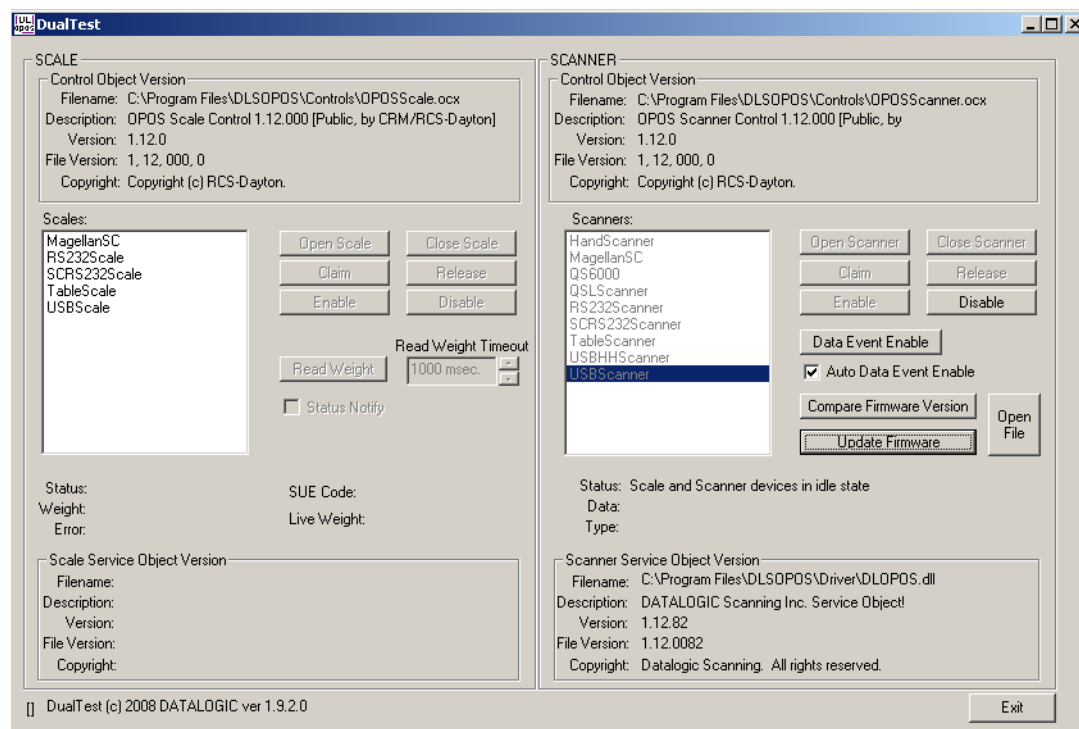 UL
opos DualTest
SCALE
Control Object Version
Filename: C:\Program Files\DLSOPOS\Controls\OPOSScale.ocx
Description: OPOS Scale Control 1.12.000 [Public, by CRM/RCS-Dayton]
Version: 1.12.0
File Version: 1, 12, 000, 0
Copyright: Copyright (c) RCS-Dayton.
Scales:
MagellanSC
RS232Scale
SCRS232Scale
TableScale
USBScale
Open Scale Close Scale
Claim Release
Enable Disable
Read Weight Timeout
Read Weight 1000 msec.
Status Notify
Status:
Weight:
Error:
SUE Code:
Live Weight:
Scale Service Object Version
Filename:
Description:
Version:
File Version:
Copyright:
SCANNER
Control Object Version
Filename: C:\Program Files\DLSOPOS\Controls\OPOSScanner.ocx
Description: OPOS Scanner Control 1.12.000 [Public, by
Version: 1.12.0
File Version: 1, 12, 000, 0
Copyright: Copyright (c) RCS-Dayton.
Scanners:
HandScanner
MagellanSC
QS6000
QSLScanner
RS232Scanner
SCRS232Scanner
TableScanner
USBHHScanner
USBScanner
Open Scanner Close Scanner
Claim Release
Enable Disable
Data Event Enable
Auto Data Event Enable
Compare Firmware Version
Update Firmware
Open
File
Status: Scale and Scanner devices in idle state
Data:
Type:
Scanner Service Object Version
Filename: C:\Program Files\DLSOPOS\Driver\DLOPOS.dll
Description: DATALOGIC Scanning Inc. Service Object!
Version: 1.12.82
File Version: 1.12.0082
Copyright: Datalogic Scanning. All rights reserved.
[] DualTest (c) 2008 DATALOGIC ver 1.9.2.0
Exit